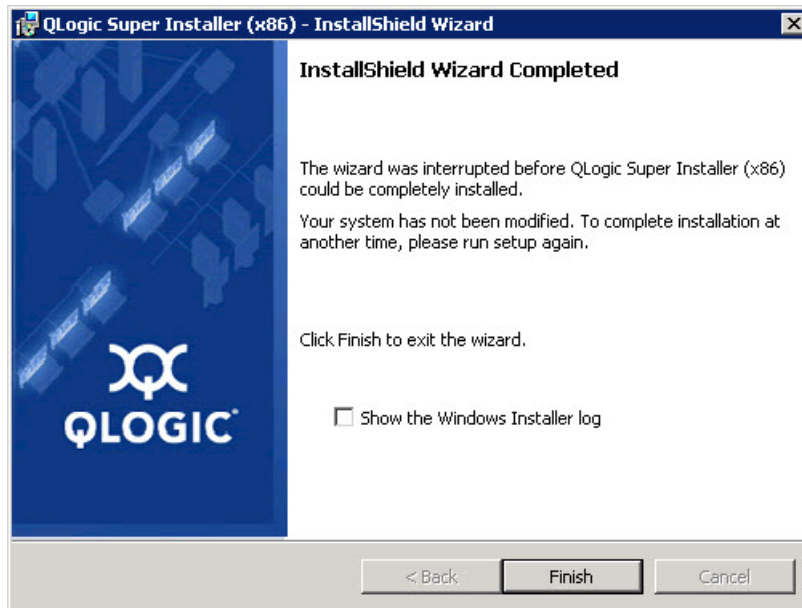 QLogic Super Installer (x86) - InstallShield Wizard
InstallShield Wizard Completed
The wizard was interrupted before QLogic Super Installer (x86)
could be completely installed.
Your system has not been modified. To complete installation at
another time, please run setup again.
Click Finish to exit the wizard.
Show the Windows Installer log
QLOGIC
< Back
Finish
Cancel